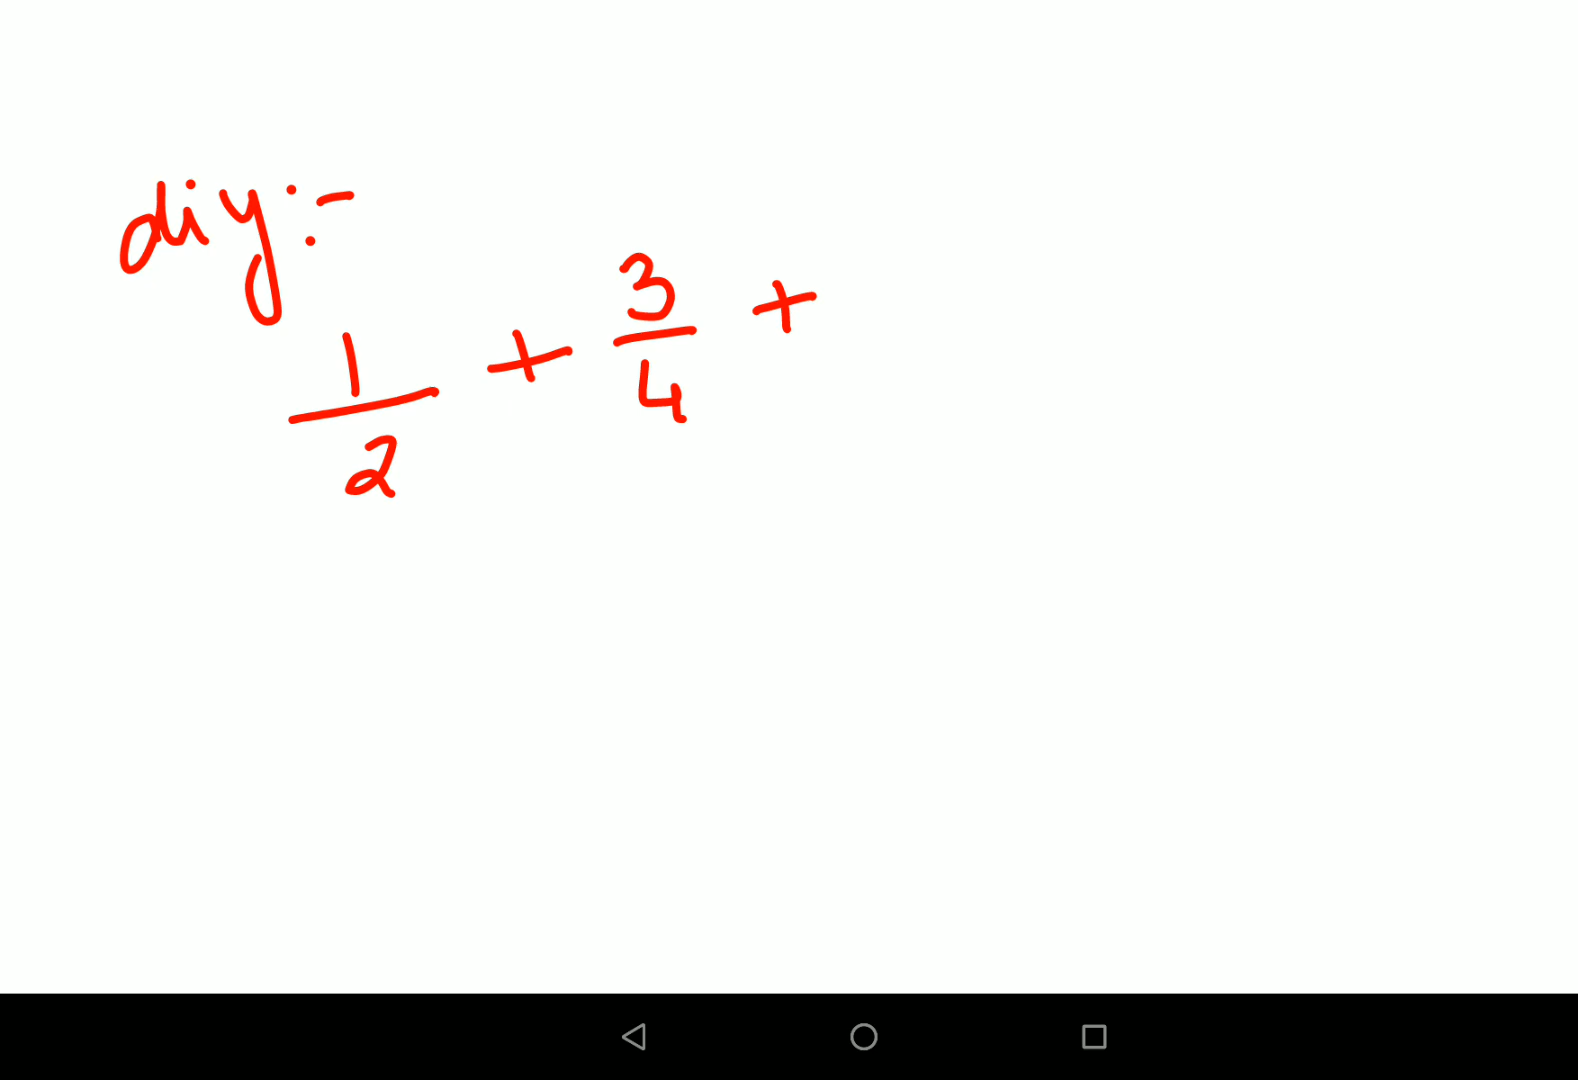 diy:-
1/2 + 3/4 +